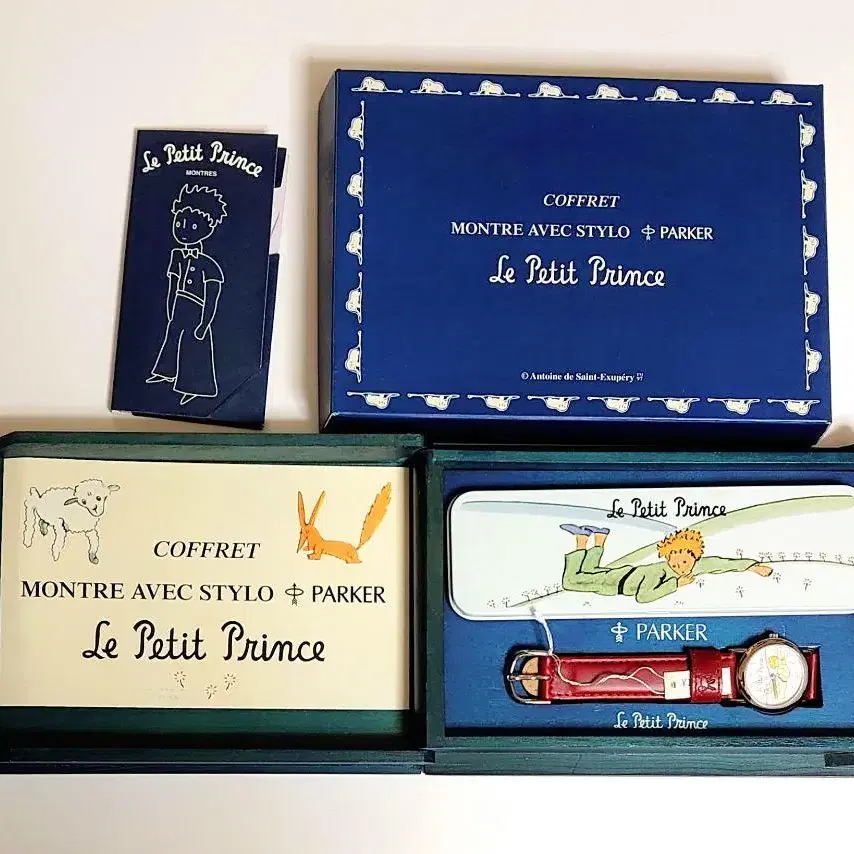 Le Petit Prince
MONTRES
COFFRET
MONTRE AVEC STYLO PARKER
Le Petit Prince
© Antoine de Saint-Exupéry
COFFRET
MONTRE AVEC STYLO PARKER
Le Petit Prince
Le Petit Prince
PARKER
Le Petit Prince